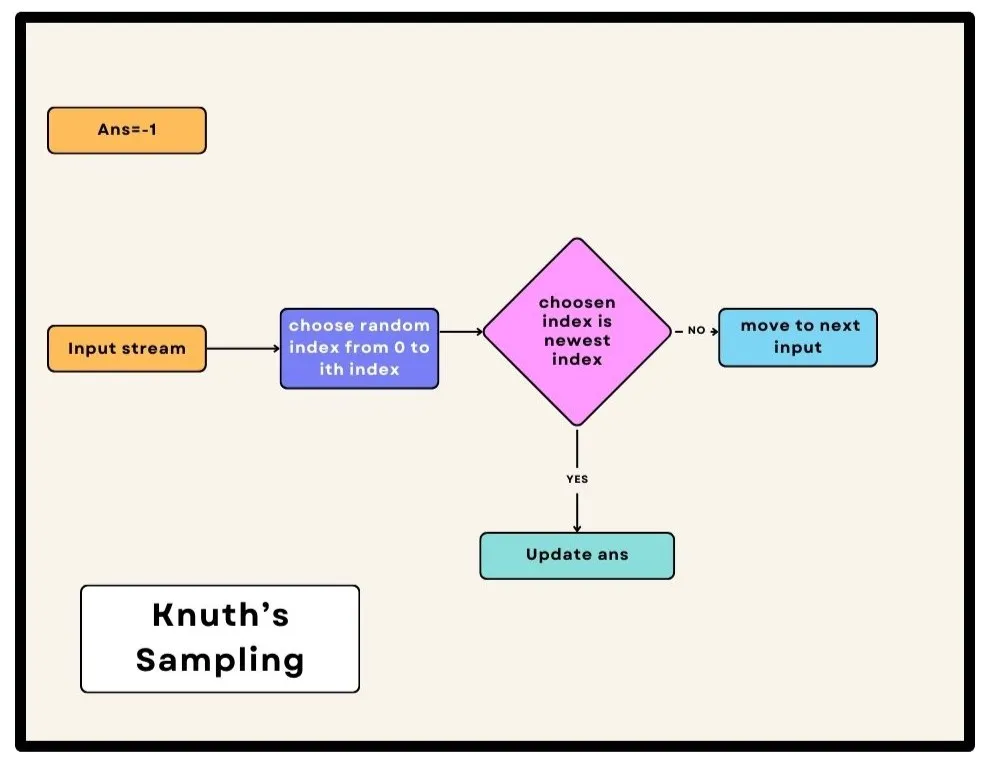 Ans=-1
Input stream
choose random
index from 0 to
ith index
choosen
index is
newest
index
NO
move to next
input
YES
Update ans
Knuth's
Sampling